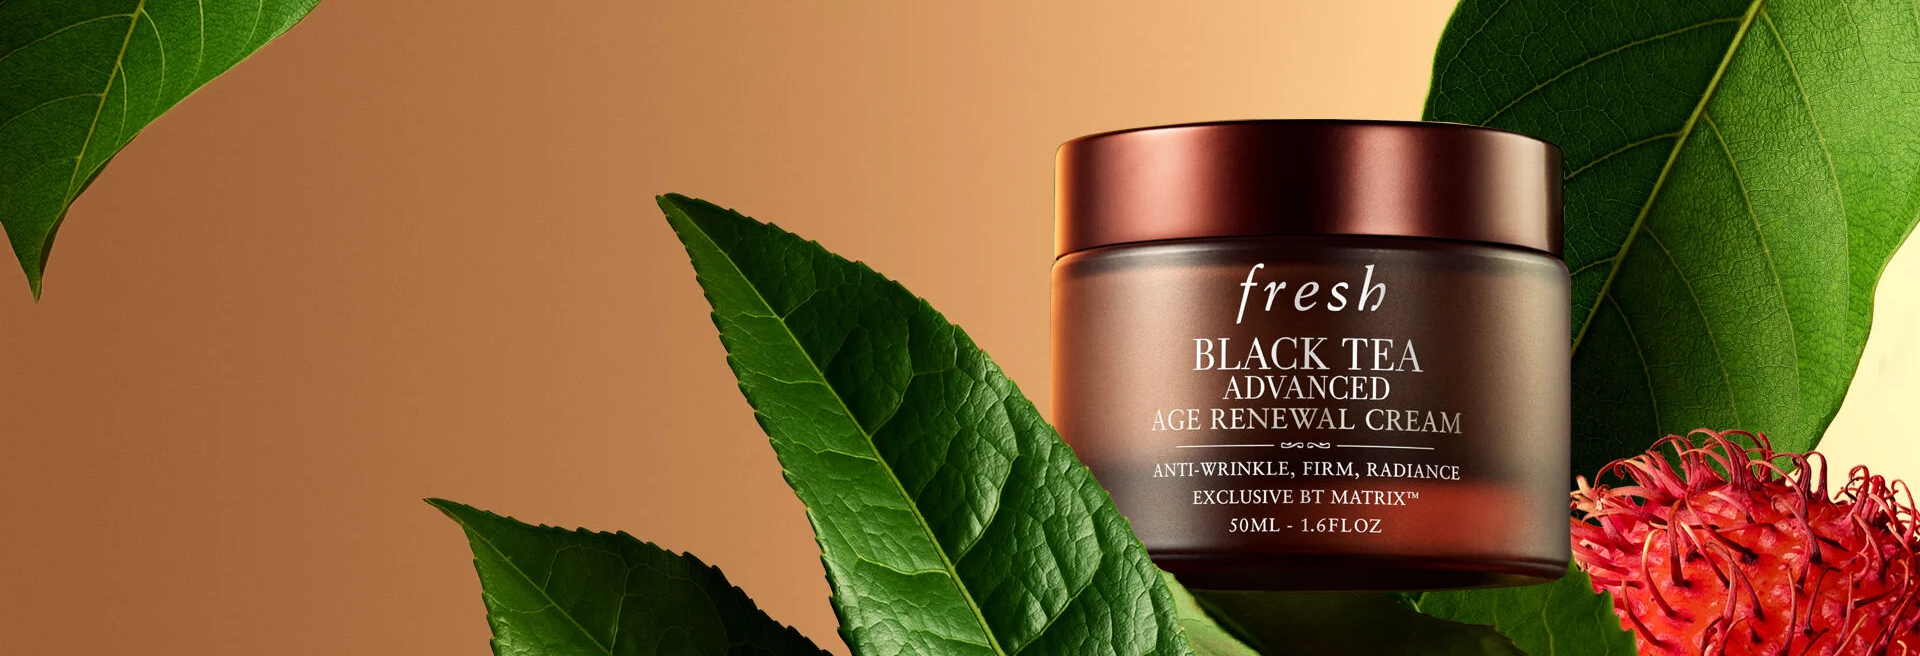 fresh
BLACK TEA
ADVANCED
AGE RENEWAL CREAM
ANTI-WRINKLE, FIRM, RADIANCE
EXCLUSIVE BT MATRIX™
50ML - 1.6FLOZ